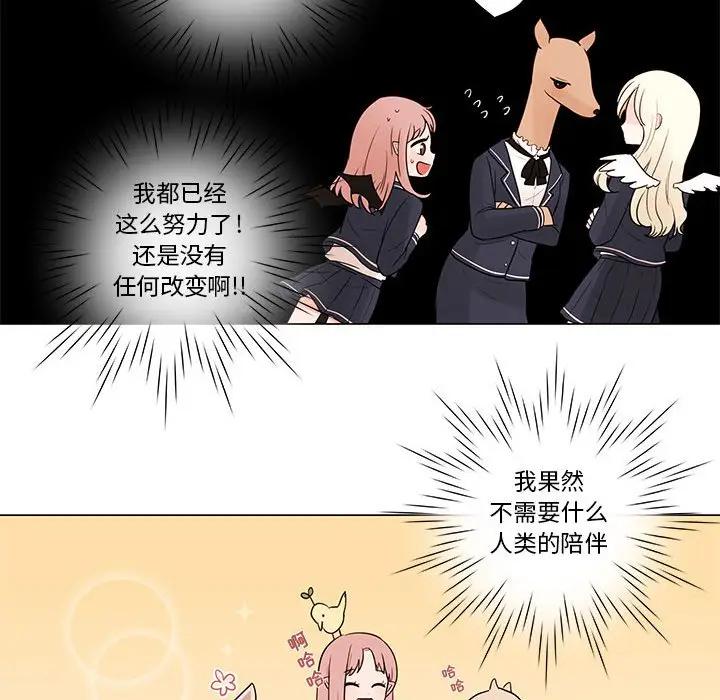 我都已经
这么努力了!
还是没有
任何改变啊!!
我果然
不需要什么
人类的陪伴
啊
哈
哈
哈
哈